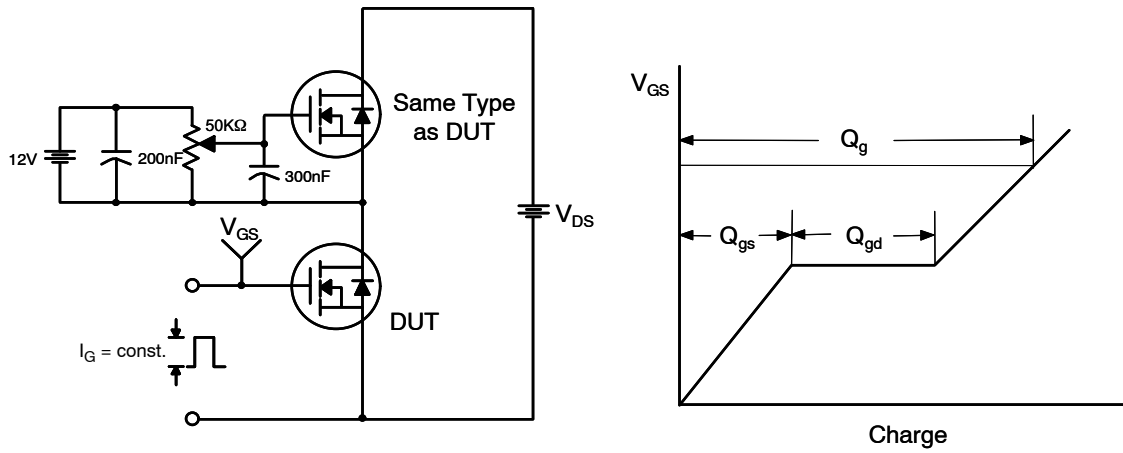 Same Type
as DUT
50KΩ
12V
200nF
300nF
V_GS
V_DS
DUT
I_G = const.
V_GS
Q_g
Q_gs
Q_gd
Charge